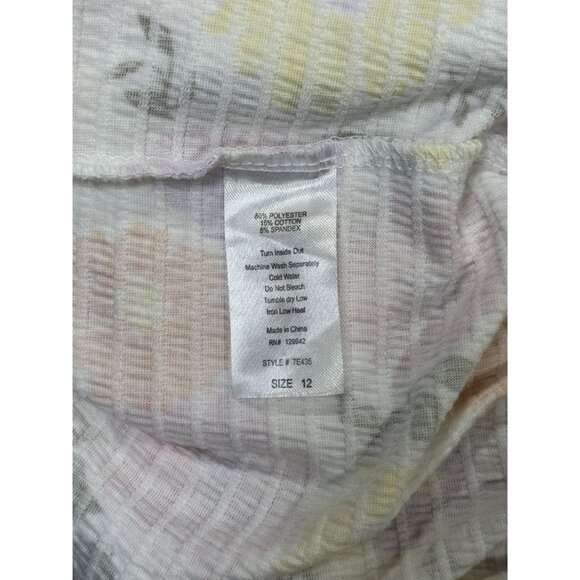 80% POLYESTER
15% COTTON
5% SPANDEX
Turn Inside Out
Machine Wash Separately
Cold Water
Do Not Bleach
Tumble dry Low
Iron Low Heat
Made in China
RN# 129942
STYLE # 7E435
SIZE 12